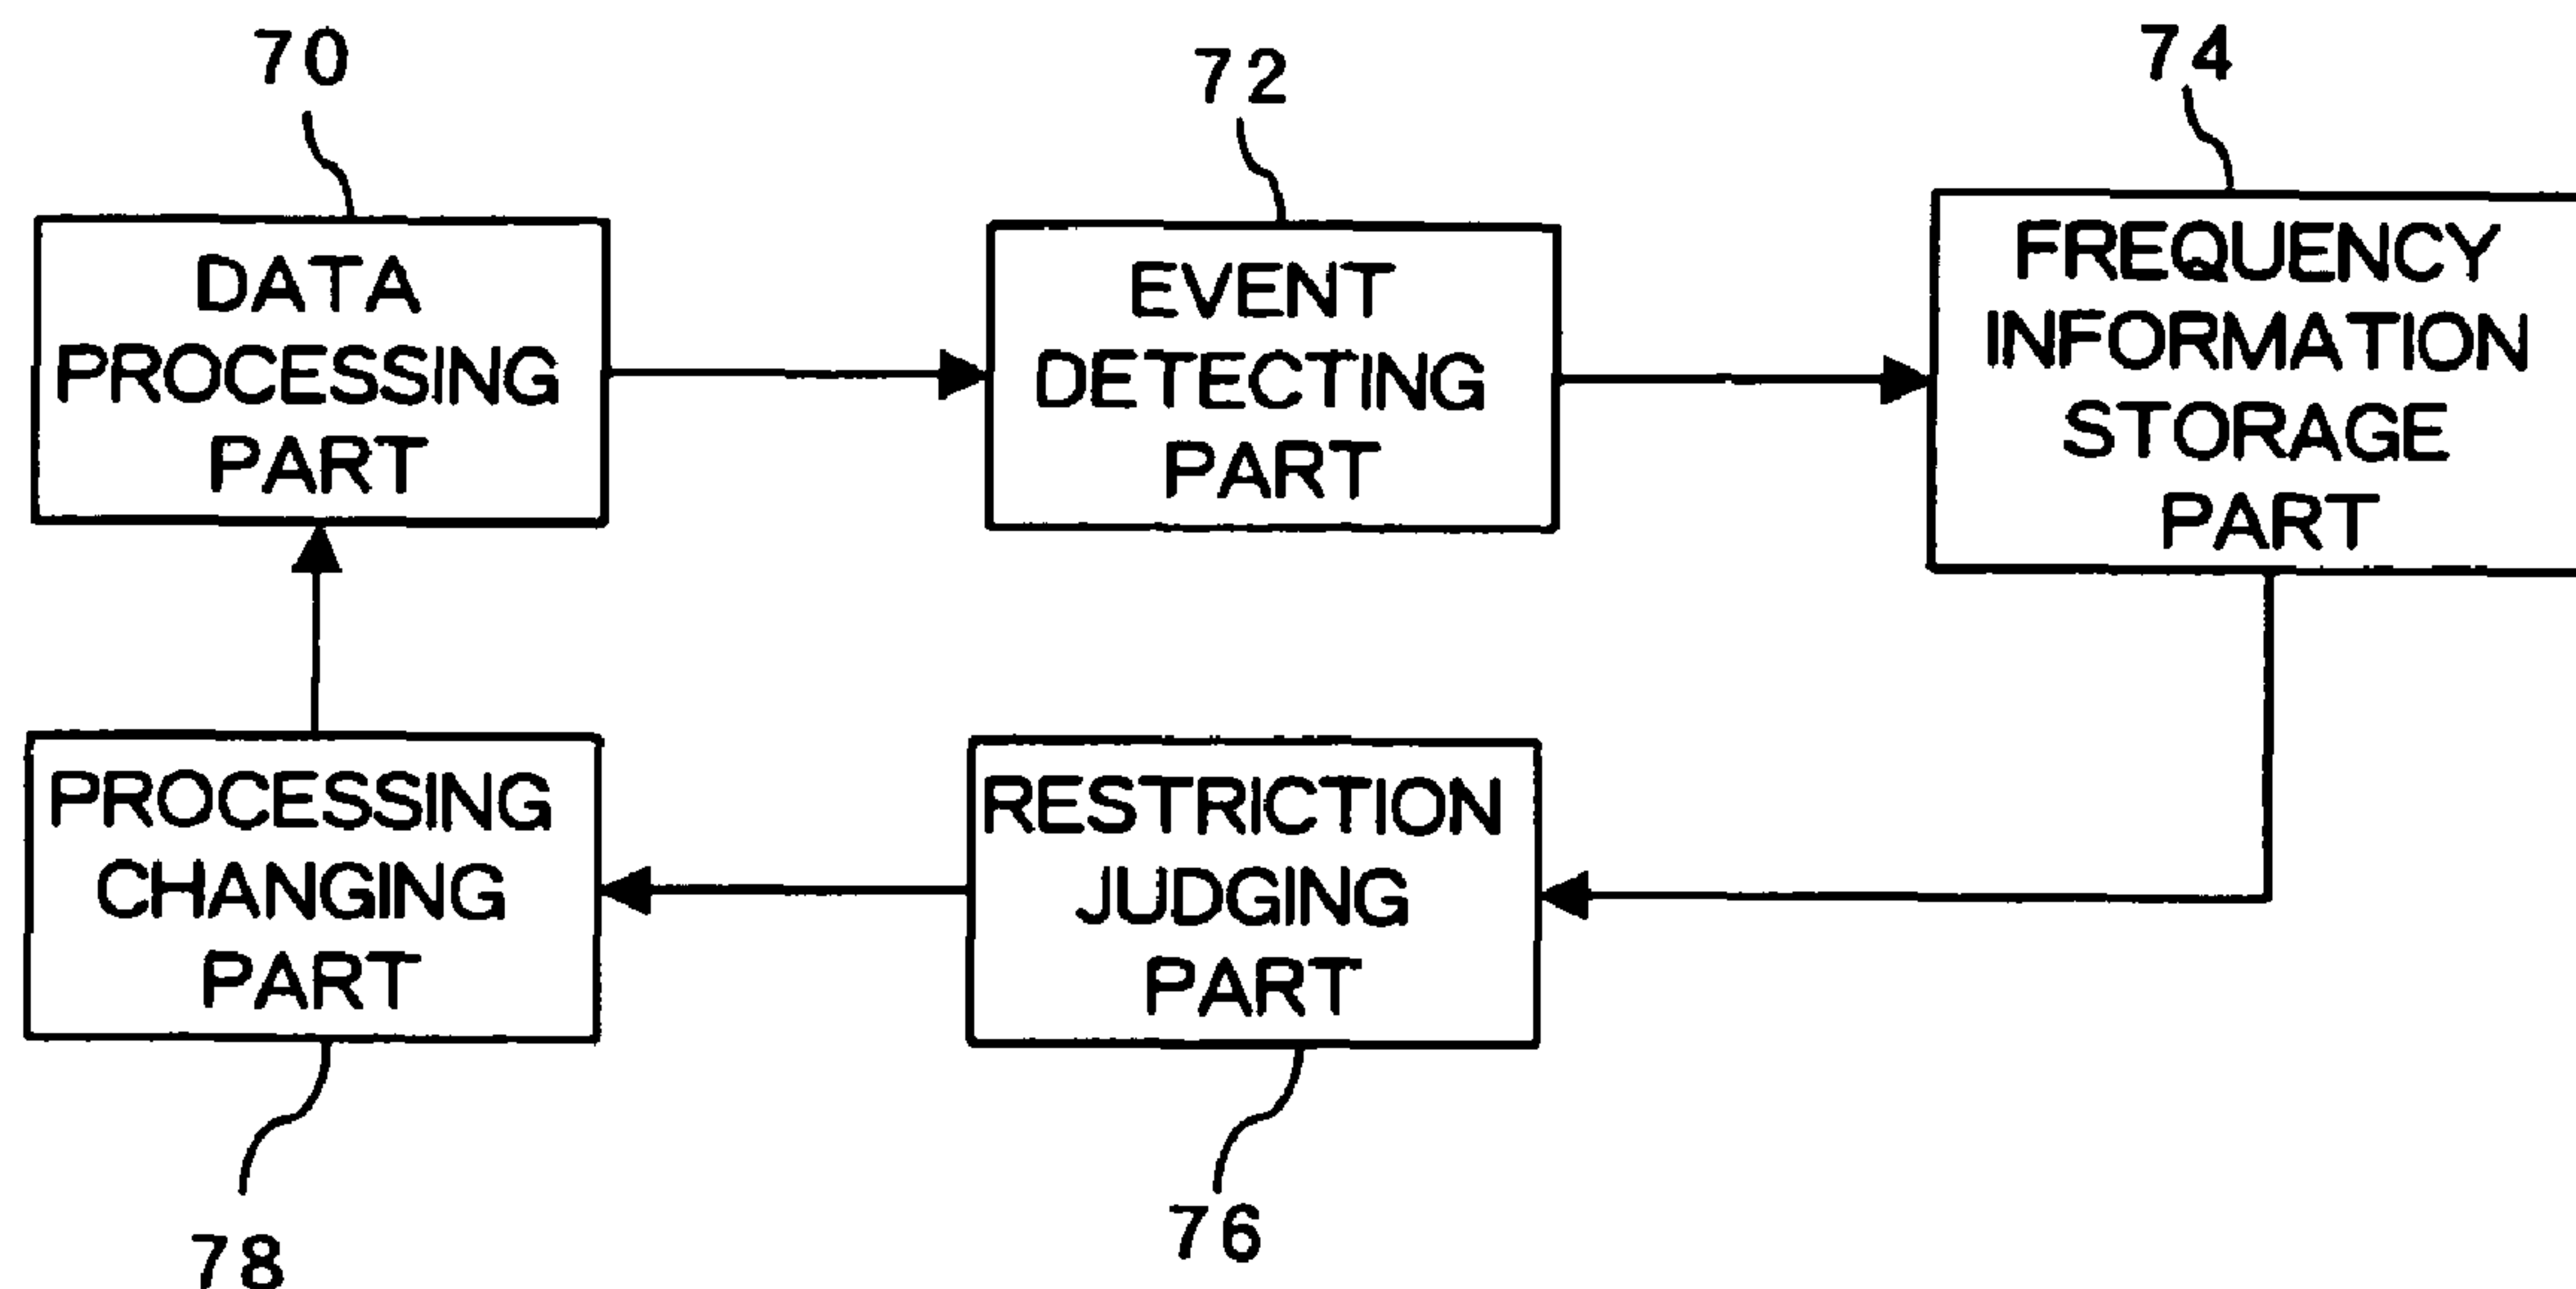 70
DATA
PROCESSING
PART
72
EVENT
DETECTING
PART
74
FREQUENCY
INFORMATION
STORAGE
PART
PROCESSING
CHANGING
PART
78
RESTRICTION
JUDGING
PART
76